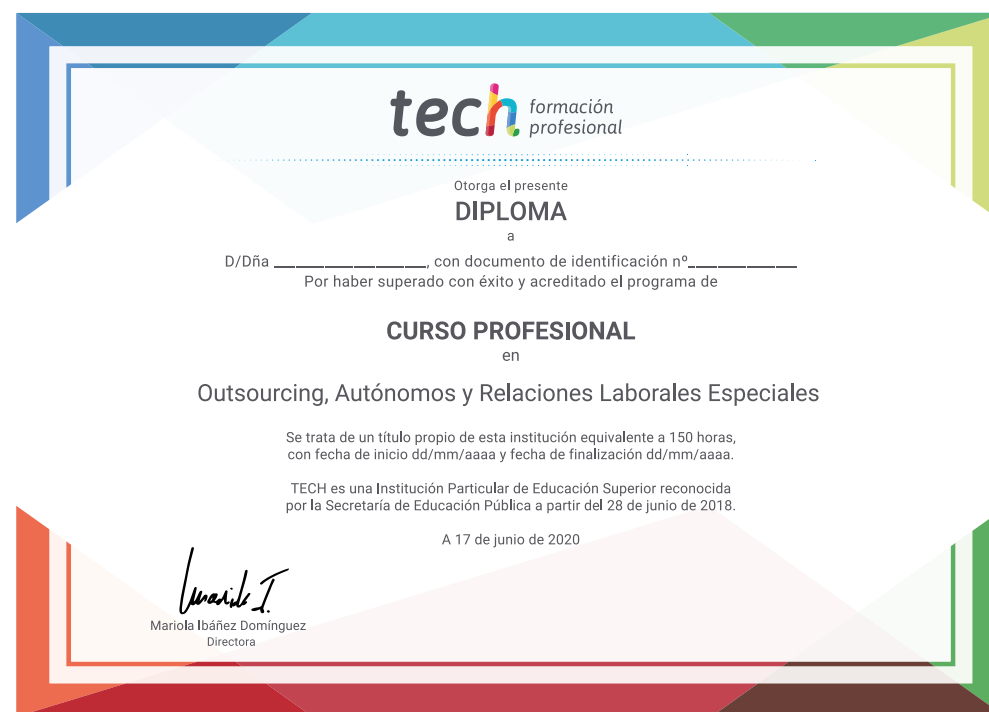 tech formación
profesional
Otorga el presente
DIPLOMA
a
D/Dña ______________, con documento de identificación nº__________
Por haber superado con éxito y acreditado el programa de
CURSO PROFESIONAL
en
Outsourcing, Autónomos y Relaciones Laborales Especiales
Se trata de un título propio de esta institución equivalente a 150 horas,
con fecha de inicio dd/mm/aaaa y fecha de finalización dd/mm/aaaa.
TECH es una Institución Particular de Educación Superior reconocida
por la Secretaría de Educación Pública a partir del 28 de junio de 2018.
A 17 de junio de 2020
Mariola Ibáñez Domínguez
Directora